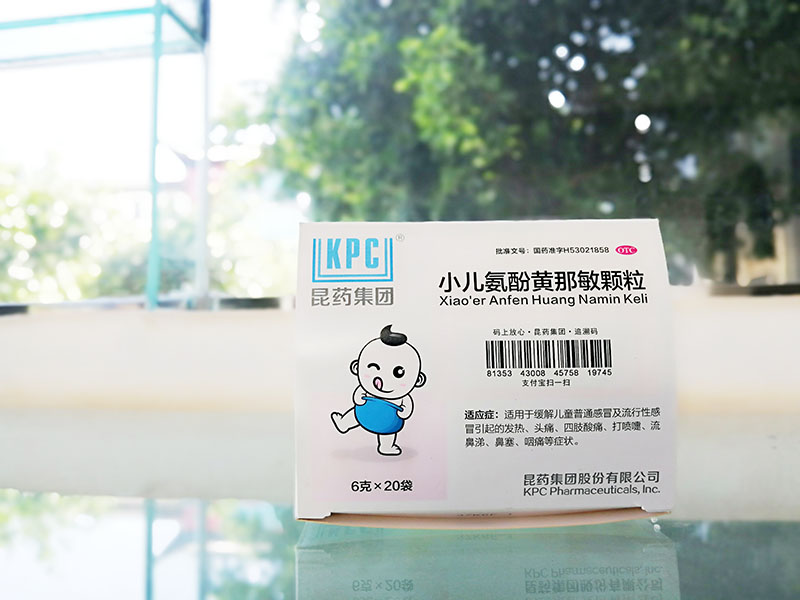 KPC®
昆药集团
批准文号：国药准字H53021858 OTC
小儿氨酚黄那敏颗粒
Xiao'er Anfen Huang Namin Keli
码上放心·昆药集团·追溯码
81353 43008 45758 19745
支付宝扫一扫
适应症：适用于缓解儿童普通感冒及流行性感
冒引起的发热、头痛、四肢酸痛、打喷嚏、流
鼻涕、鼻塞、咽痛等症状。
6克×20袋
昆药集团股份有限公司
KPC Pharmaceuticals, Inc.